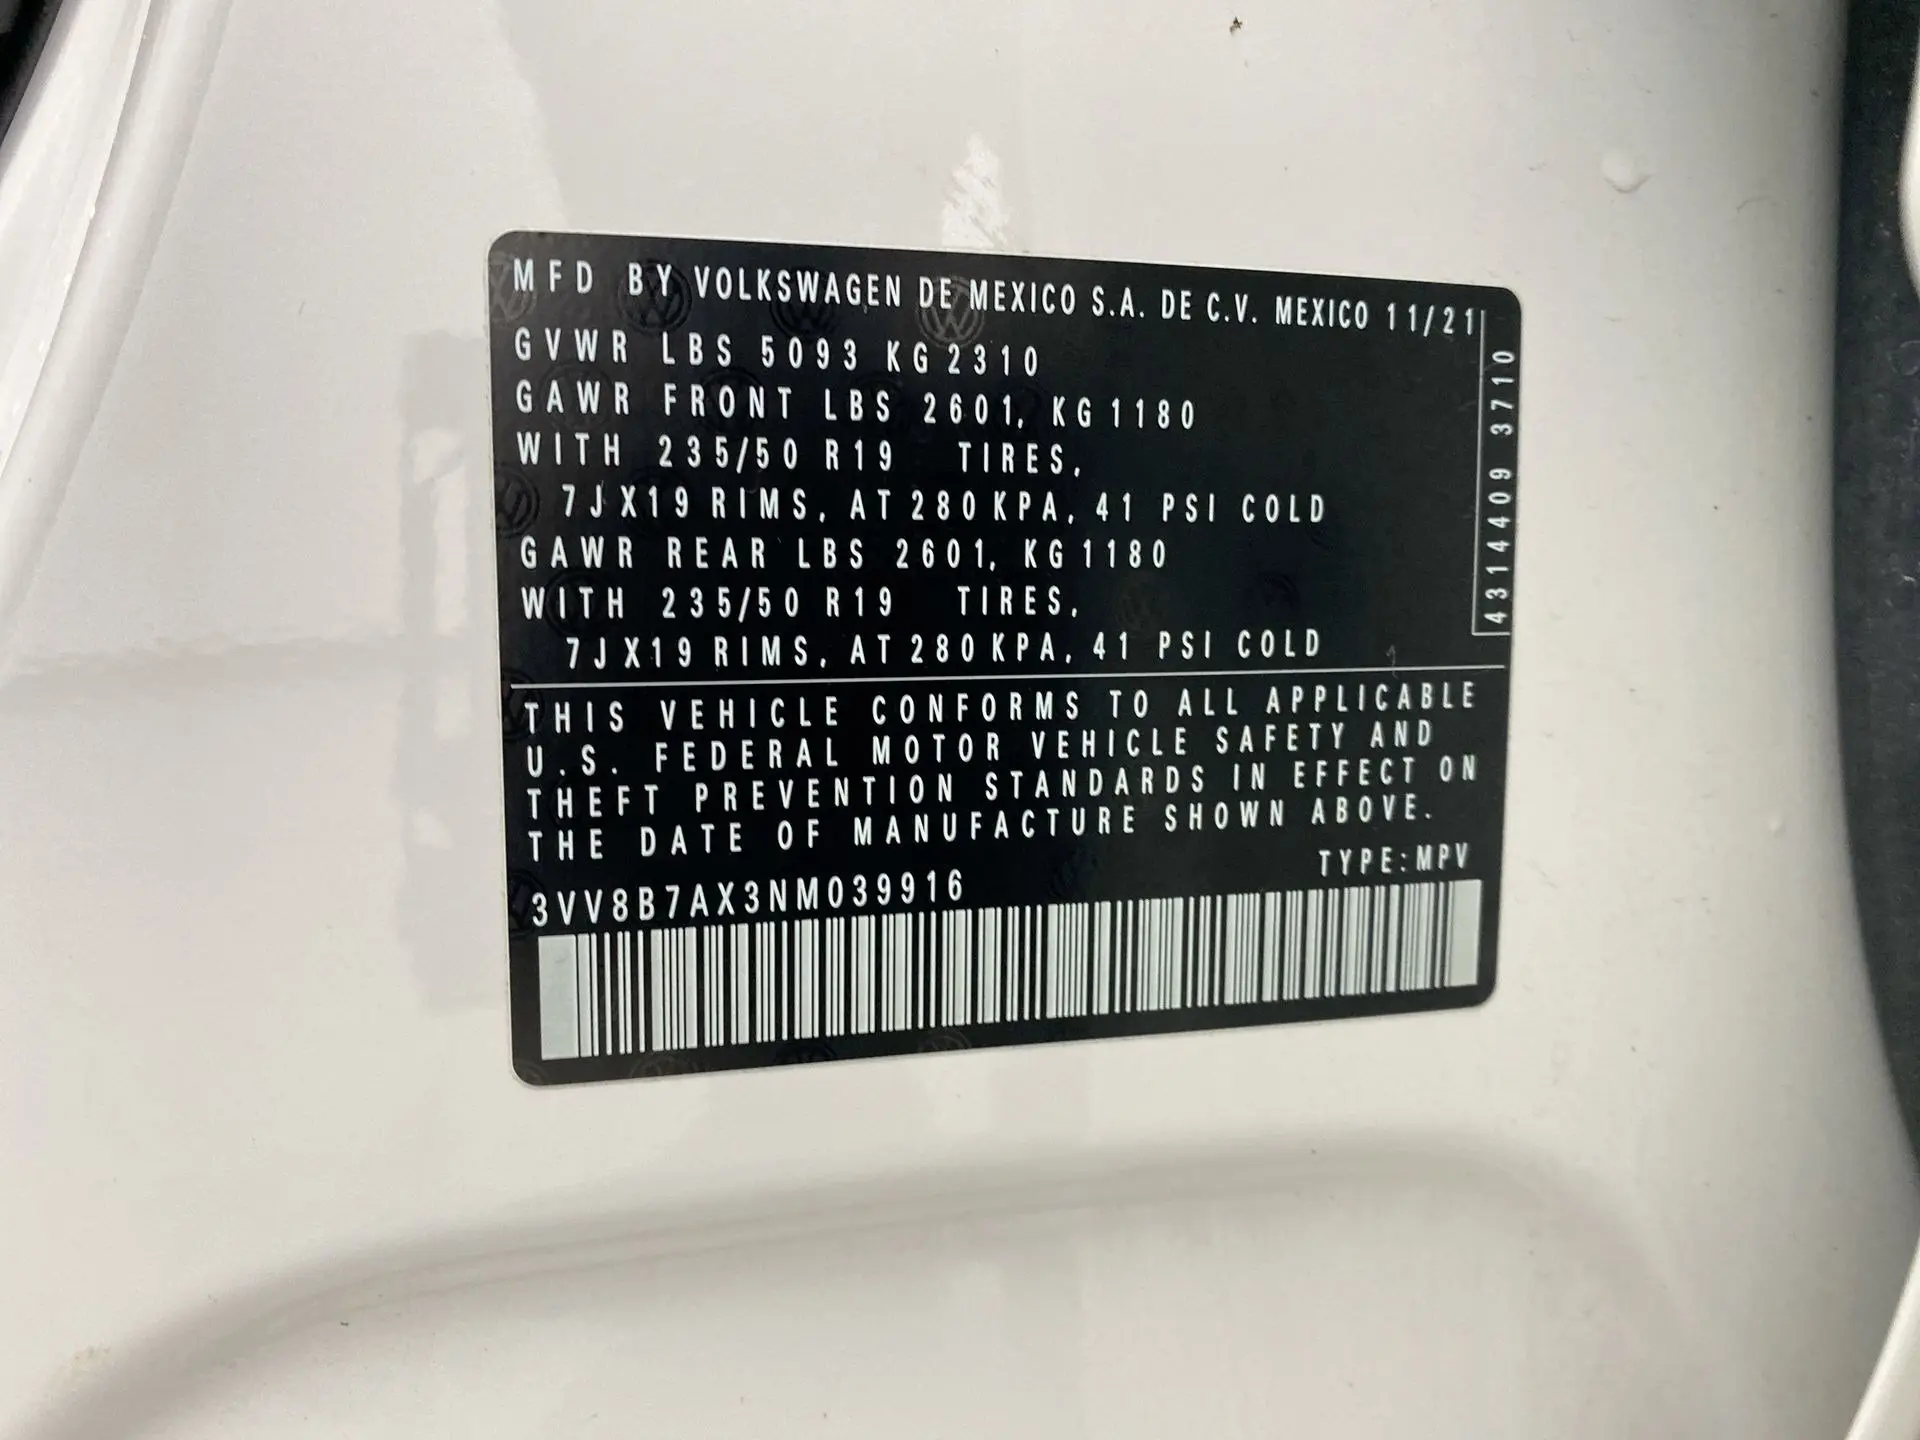 MFD BY VOLKSWAGEN DE MEXICO S.A. DE C.V. MEXICO 11/21
GVWR LBS 5093 KG 2310
GAWR FRONT LBS 2601, KG 1180
WITH 235/50 R19 TIRES,
7J X19 RIMS, AT 280 KPA, 41 PSI COLD
GAWR REAR LBS 2601, KG 1180
WITH 235/50 R19 TIRES,
7J X19 RIMS, AT 280 KPA, 41 PSI COLD
4314409 3710
THIS VEHICLE CONFORMS TO ALL APPLICABLE
U.S. FEDERAL MOTOR VEHICLE SAFETY AND
THEFT PREVENTION STANDARDS IN EFFECT ON
THE DATE OF MANUFACTURE SHOWN ABOVE.
TYPE:MPV
3VV8B7AX3NM039916